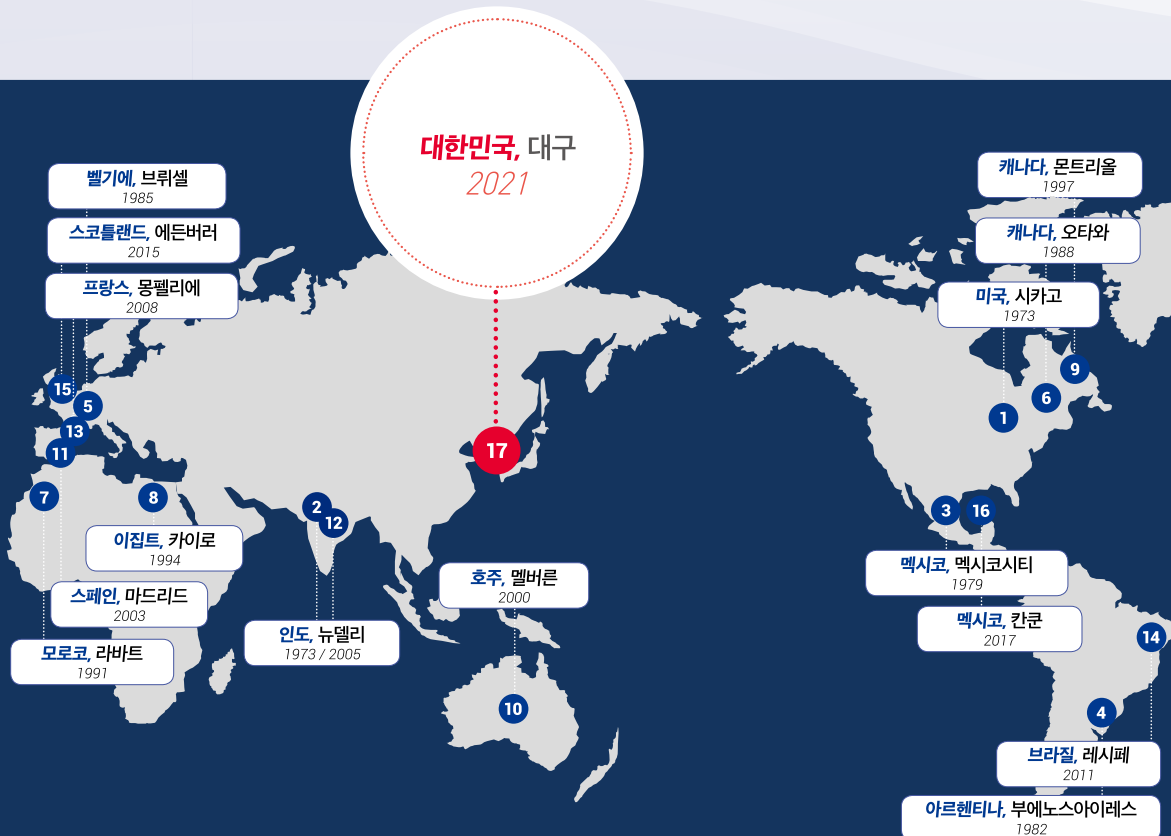 대한민국, 대구
2021
벨기에, 브뤼셀
1985
스코틀랜드, 에든버러
2015
프랑스, 몽펠리에
2008
캐나다, 몬트리올
1997
캐나다, 오타와
1988
미국, 시카고
1973
15
5
13
11
7
8
2
12
17
9
6
1
3
16
이집트, 카이로
1994
스페인, 마드리드
2003
모로코, 라바트
1991
인도, 뉴델리
1973 / 2005
호주, 멜버른
2000
10
멕시코, 멕시코시티
1979
멕시코, 칸쿤
2017
14
4
브라질, 레시페
2011
아르헨티나, 부에노스아이레스
1982